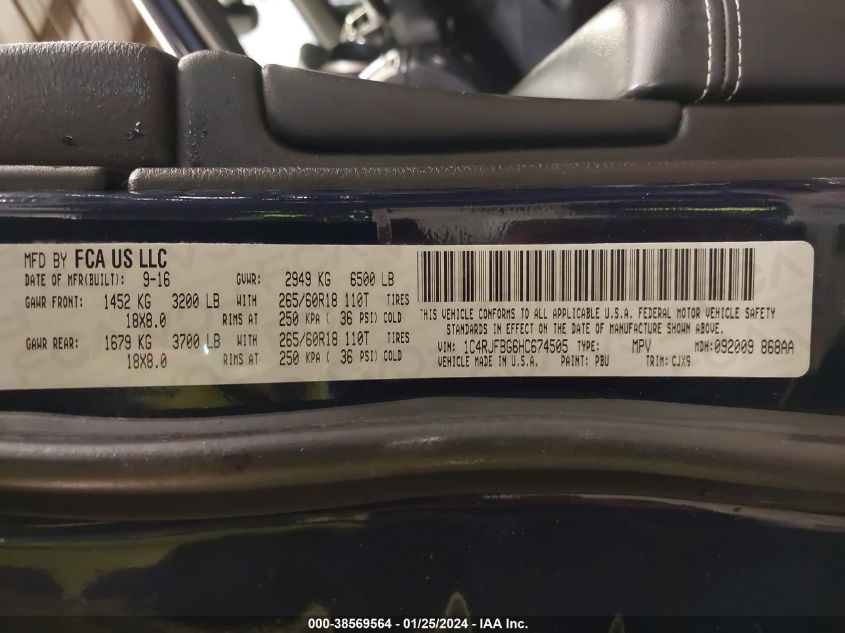 MFD BY FCA US LLC
DATE OF MFR(BUILT): 9-16 GVWR: 2949 KG 6500 LB
GAWR FRONT: 1452 KG 3200 LB WITH 265/60R18 110T TIRES
18X8.0 RIMS AT 250 KPA ( 36 PSI) COLD
GAWR REAR: 1679 KG 3700 LB WITH 265/60R18 110T TIRES
18X8.0 RIMS AT 250 KPA ( 36 PSI) COLD
THIS VEHICLE CONFORMS TO ALL APPLICABLE U.S.A. FEDERAL MOTOR VEHICLE SAFETY
STANDARDS IN EFFECT ON THE DATE OF MANUFACTURE SHOWN ABOVE.
VIN: 1C4RJFBG6HC674505 TYPE: MPV MDH: 092009 868AA
VEHICLE MADE IN U.S.A. PAINT: PBU TRIM: CJX9
000-38569564 - 01/25/2024 - IAA Inc.